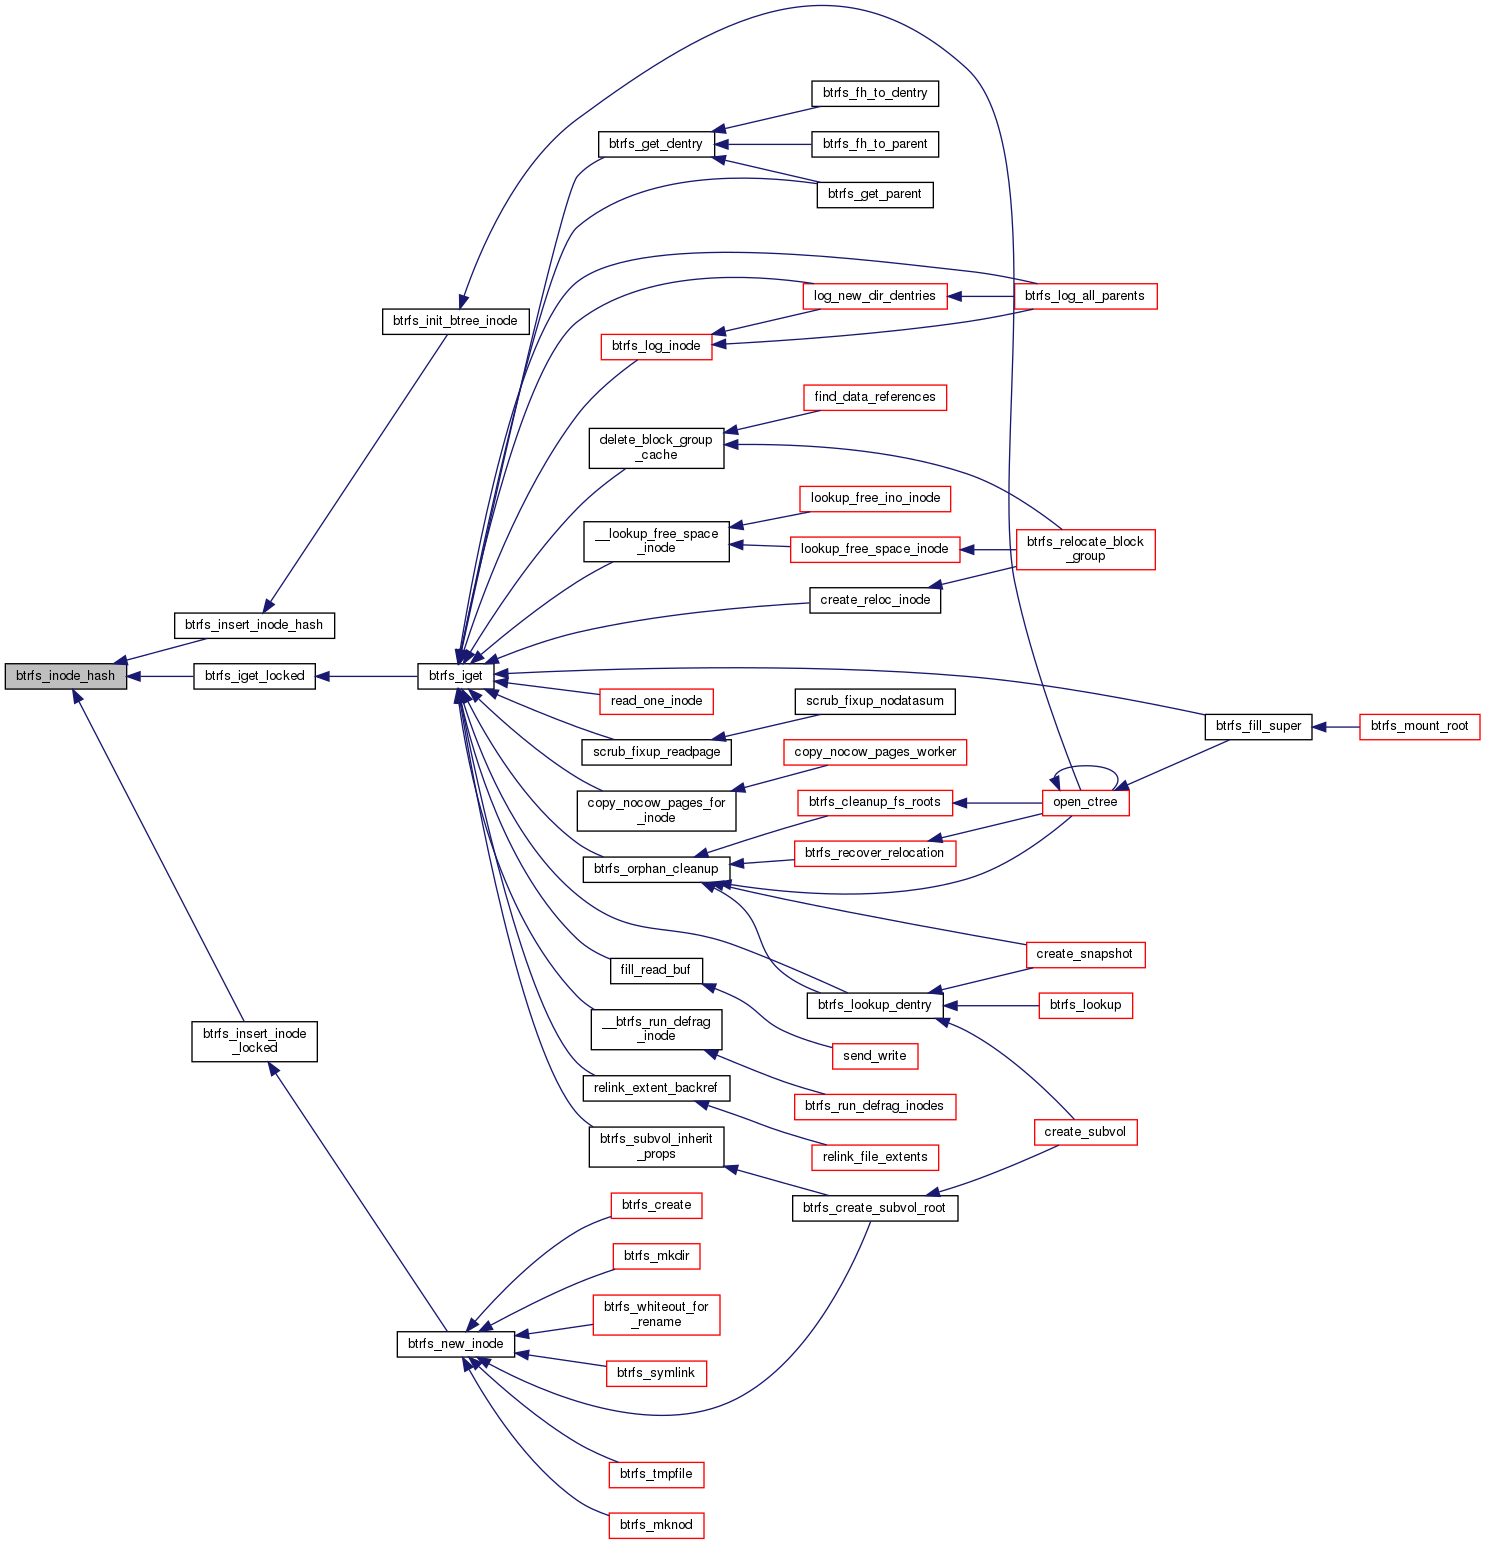 btrfs_fh_to_dentry
btrfs_get_dentry
btrfs_fh_to_parent
btrfs_get_parent
log_new_dir_dentries
btrfs_log_all_parents
btrfs_init_btree_inode
btrfs_log_inode
find_data_references
delete_block_group
_cache
lookup_free_ino_inode
__lookup_free_space
_inode
lookup_free_space_inode
btrfs_relocate_block
_group
create_reloc_inode
btrfs_insert_inode_hash
btrfs_inode_hash
btrfs_iget_locked
btrfs_iget
read_one_inode
scrub_fixup_nodatasum
btrfs_fill_super
btrfs_mount_root
scrub_fixup_readpage
copy_nocow_pages_worker
copy_nocow_pages_for
_inode
btrfs_cleanup_fs_roots
open_ctree
btrfs_recover_relocation
btrfs_orphan_cleanup
create_snapshot
fill_read_buf
btrfs_lookup_dentry
btrfs_lookup
__btrfs_run_defrag
_inode
btrfs_insert_inode
_locked
send_write
relink_extent_backref
btrfs_run_defrag_inodes
create_subvol
btrfs_subvol_inherit
_props
relink_file_extents
btrfs_create
btrfs_create_subvol_root
btrfs_mkdir
btrfs_whiteout_for
_rename
btrfs_new_inode
btrfs_symlink
btrfs_tmpfile
btrfs_mknod